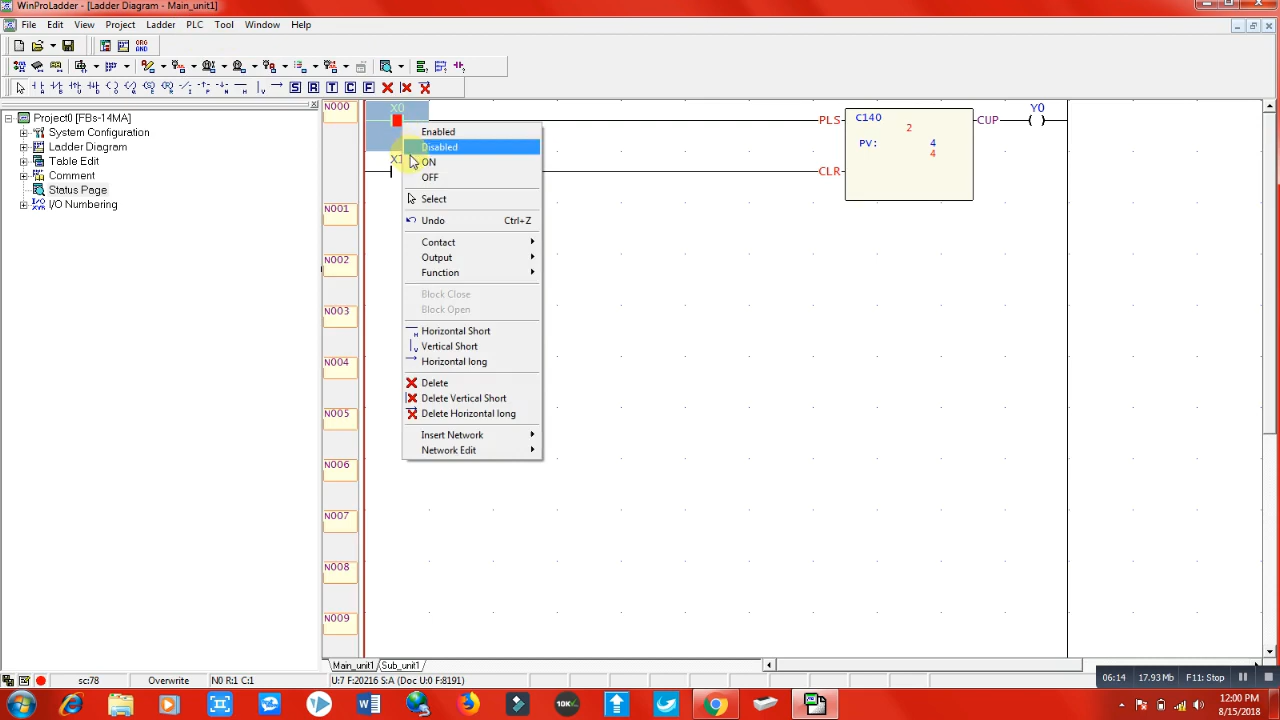 WinProLadder - [Ladder Diagram - Main_unit1]
File Edit View Project Ladder PLC Tool Window Help
S R T C F
Project0 [FBs-14MA]
System Configuration
Ladder Diagram
Table Edit
Comment
Status Page
I/O Numbering
N000
X0
PLS
C140
2
CUP
Y0
PV: 4
4
CLR
Enabled
Disabled
ON
OFF
Select
Undo Ctrl+Z
Contact
Output
Function
Block Close
Block Open
Horizontal Short
Vertical Short
Horizontal long
Delete
Delete Vertical Short
Delete Horizontal long
Insert Network
Network Edit
N001
N002
N003
N004
N005
N006
N007
N008
N009
Main_unit1 Sub_unit1
sc:78 Overwrite N0 R:1 C:1 U:7 F:20216 S:A (Doc U:0 F:8191)
06:14 17.93 MB F11: Stop
10K
12:00 PM
8/15/2018